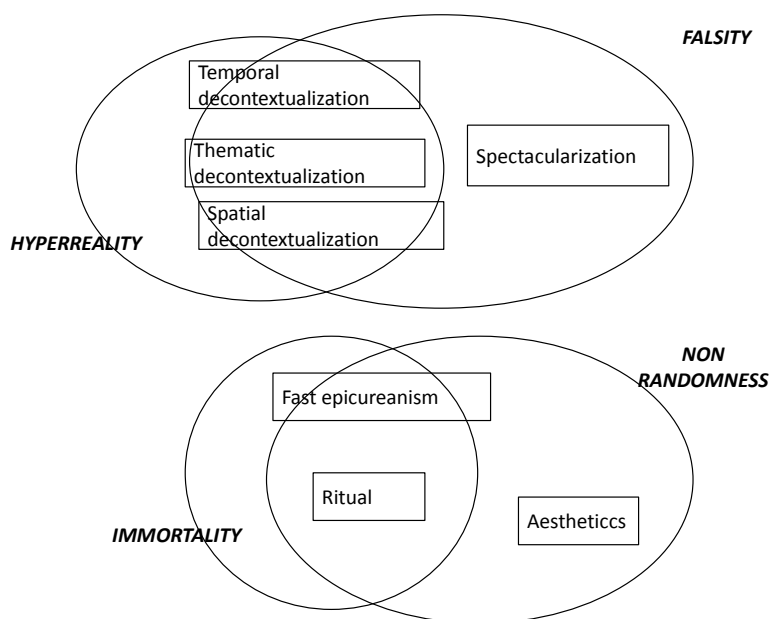 FALSITY
Temporal
decontextualization
Thematic
decontextualization
Spectacularization
Spatial
decontextualization
HYPERREALITY
NON
RANDOMNESS
Fast epicureanism
Ritual
Aestheticcs
IMMORTALITY